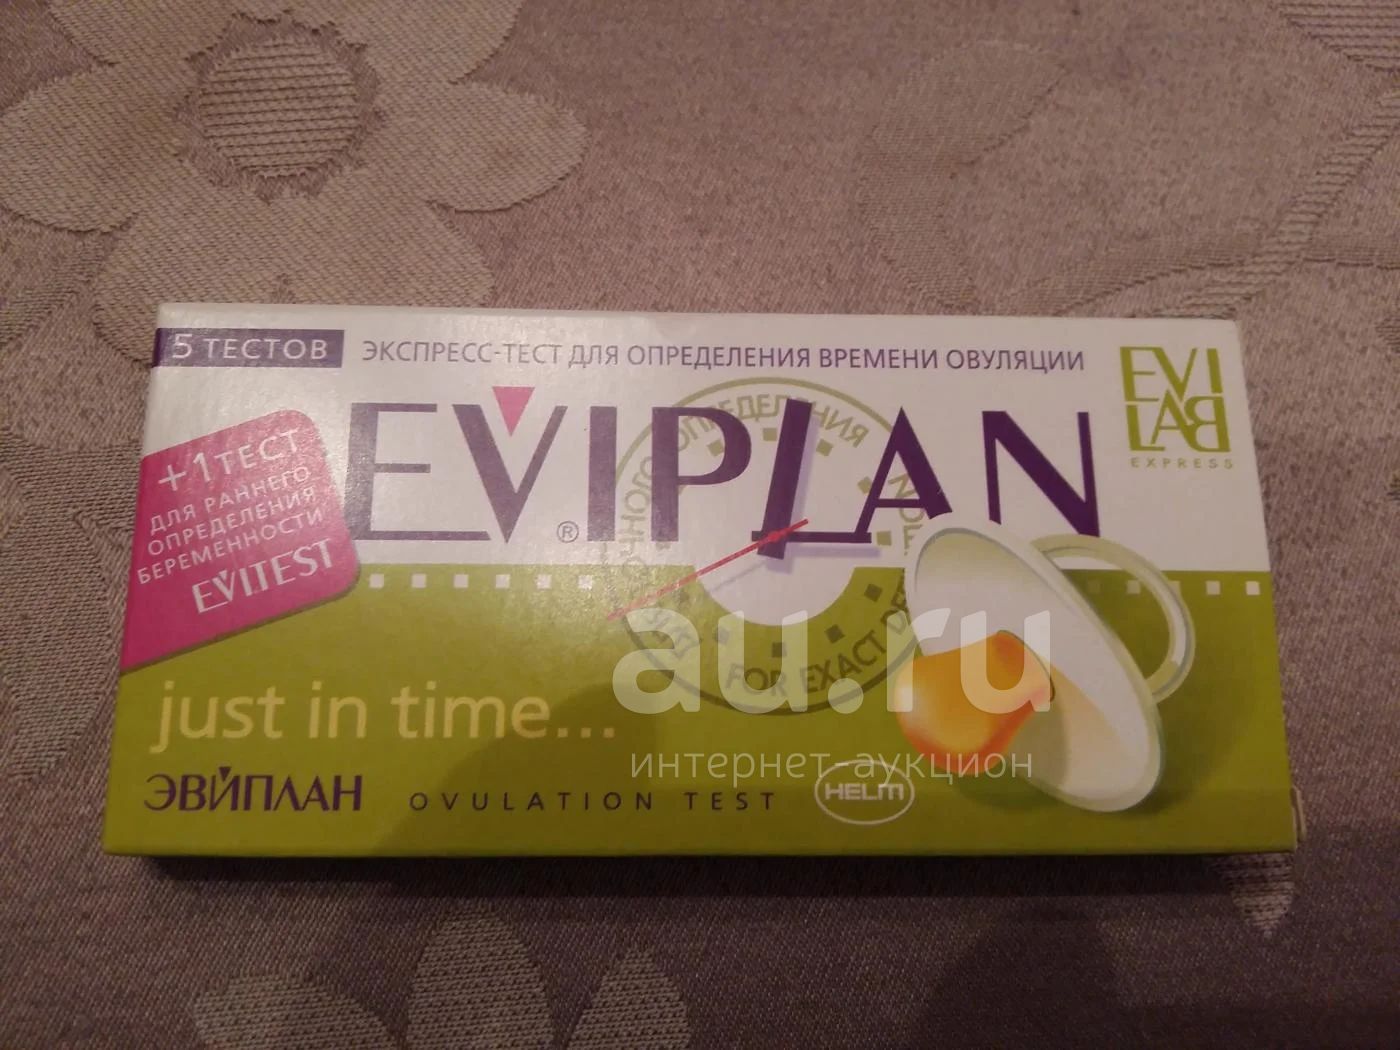 5 ТЕСТОВ
ЭКСПРЕСС-ТЕСТ ДЛЯ ОПРЕДЕЛЕНИЯ ВРЕМЕНИ ОВУЛЯЦИИ
EVI
LAB
EXPRESS
+1 ТЕСТ
ДЛЯ РАННЕГО
ОПРЕДЕЛЕНИЯ
БЕРЕМЕННОСТИ
EVITEST
EVIPLAN
®
ТОЧНОГО ОПРЕДЕЛЕНИЯ
FOR EXACT
just in time...
ЭВИПЛАН
OVULATION TEST
HELM
au.ru
интернет-аукцион